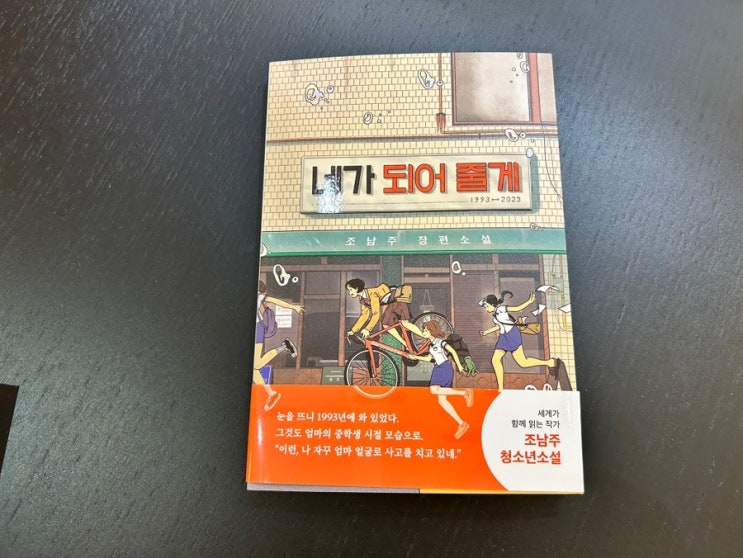 네가 되어 줄게
1993↔2023
조남주 장편소설
눈을 뜨니 1993년에 와 있었다.
그것도 엄마의 중학생 시절 모습으로.
“이런, 나 자꾸 엄마 얼굴로 사고를 치고 있네.”
세계가
함께 읽는 작가
조남주
청소년소설